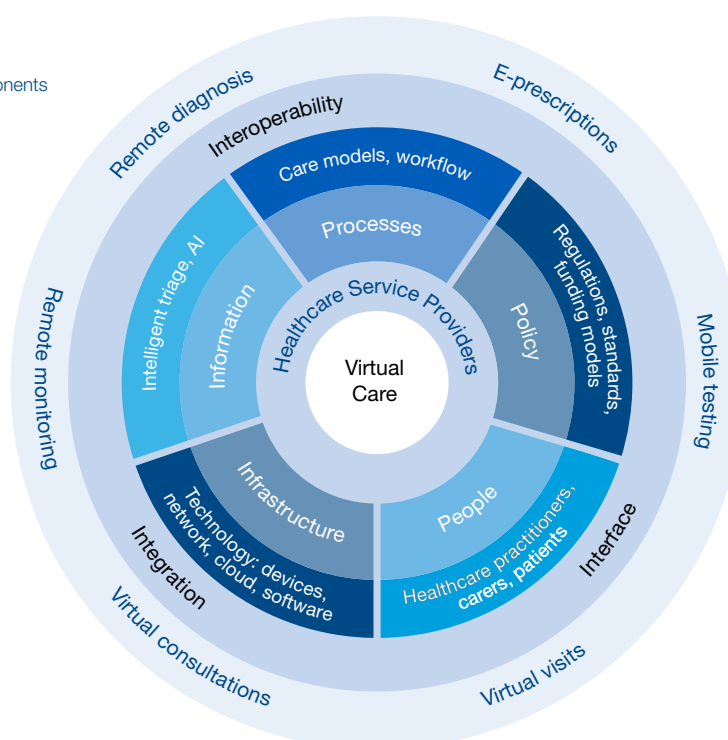 onents
Remote diagnosis
E-prescriptions
Interoperability
Care models, workflow
Processes
Intelligent triage, AI
Information
Healthcare Service Providers
Policy
Regulations, standards,
funding models
Remote monitoring
Mobile testing
Virtual
Care
Infrastructure
Technology: devices,
network, cloud, software
People
Healthcare practitioners,
carers, patients
Integration
Interface
Virtual consultations
Virtual visits